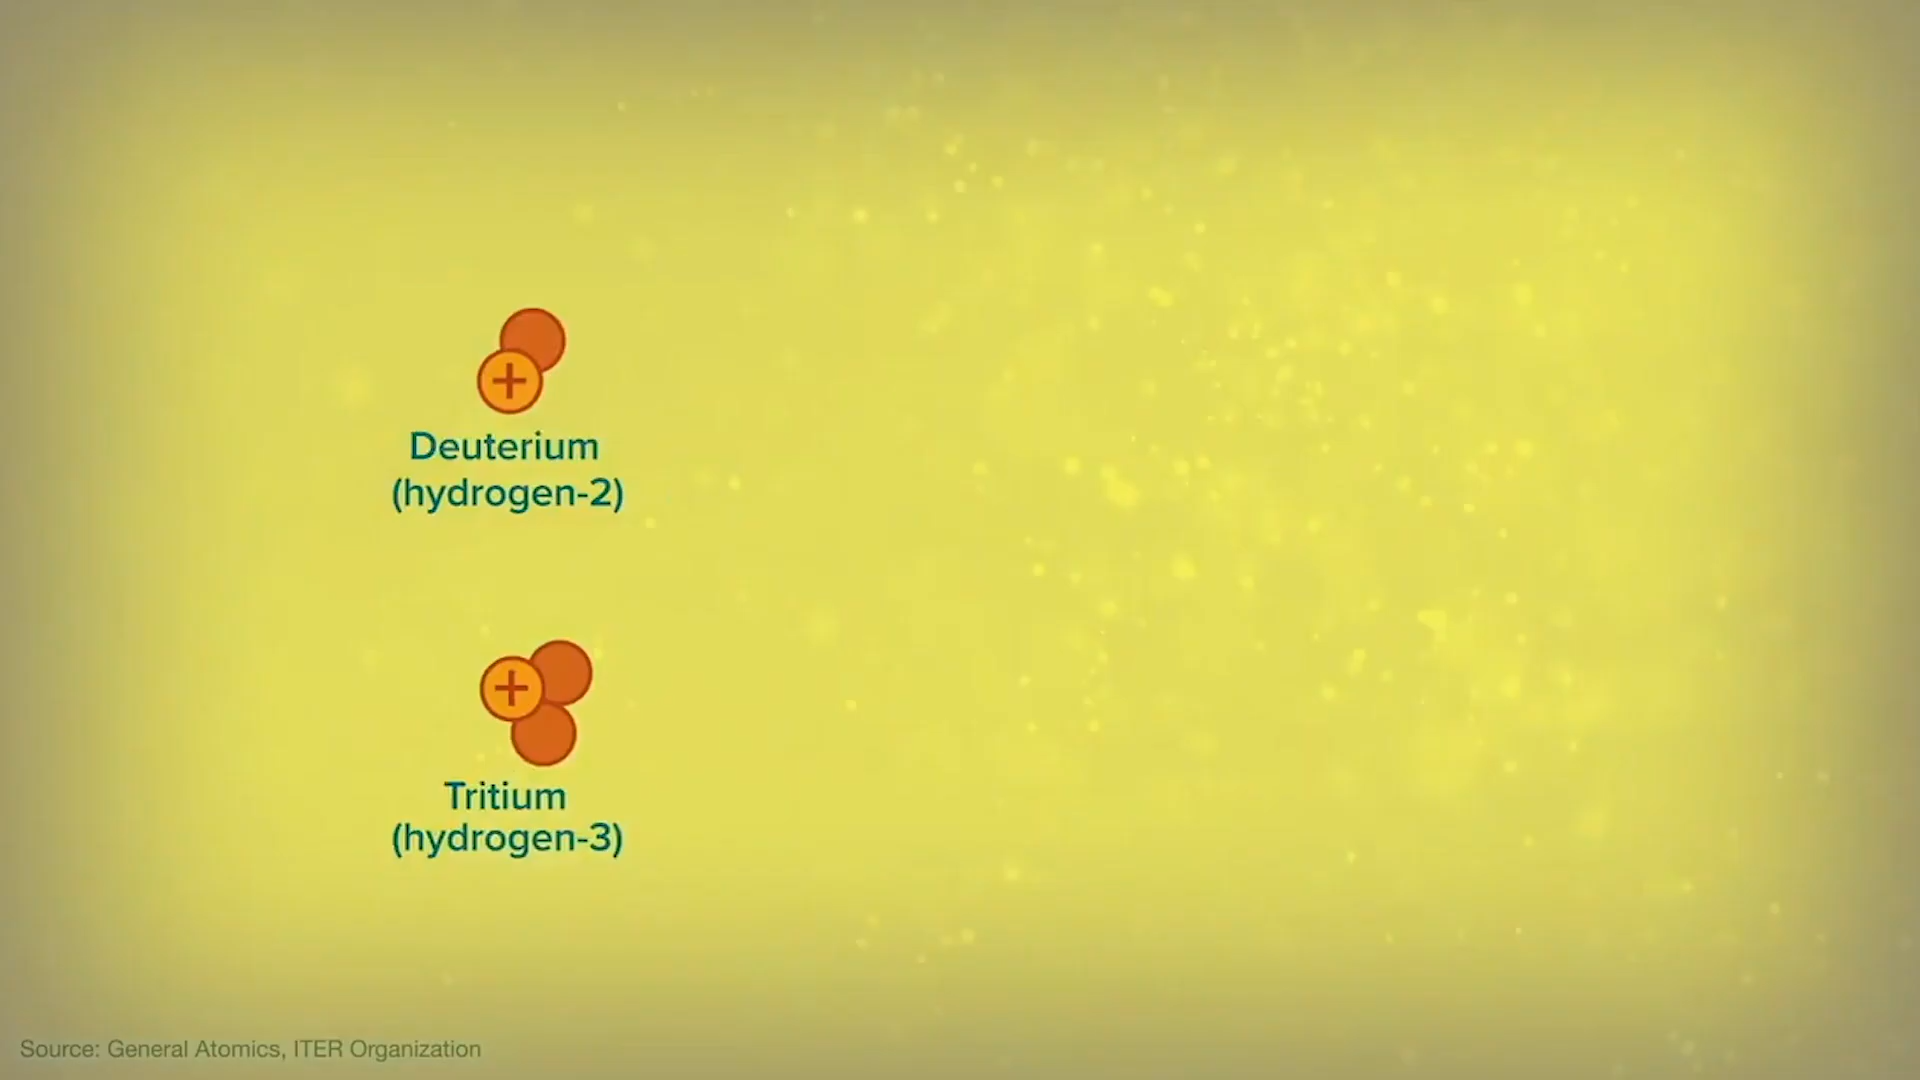 Deuterium
(hydrogen-2)
Tritium
(hydrogen-3)
Source: General Atomics, ITER Organization